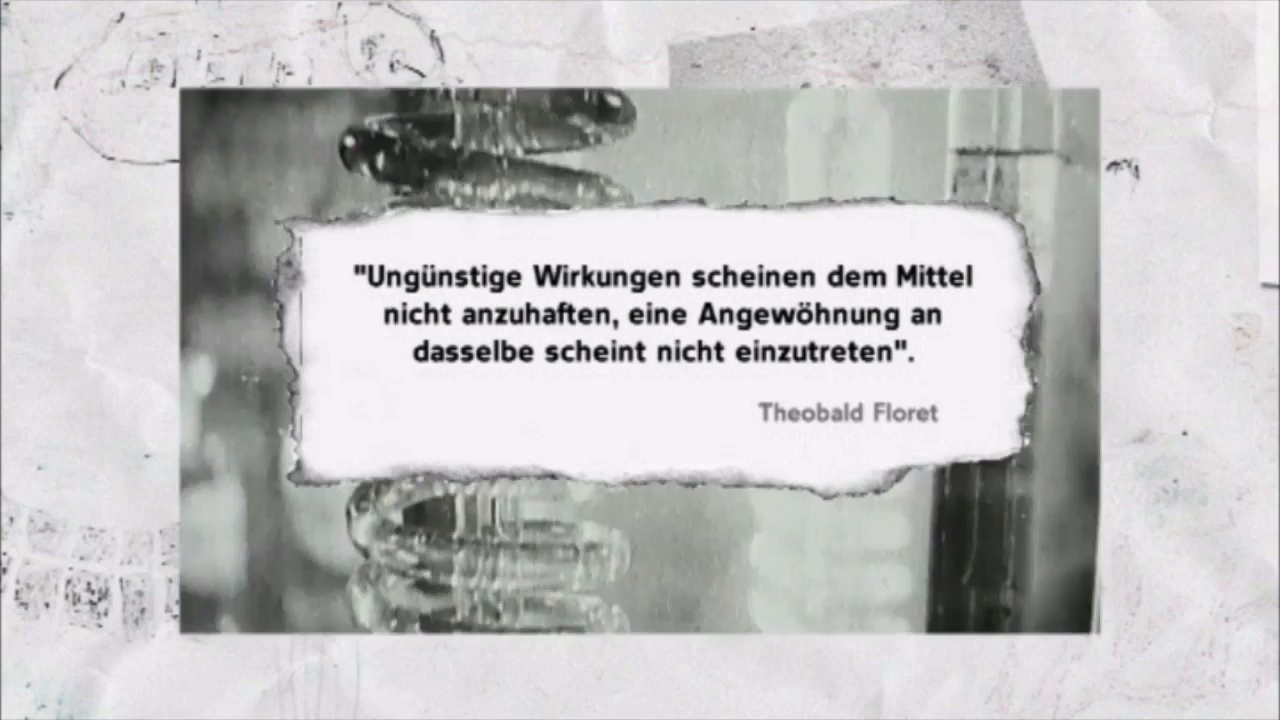 "Ungünstige Wirkungen scheinen dem Mittel
nicht anzuhaften, eine Angewöhnung an
dasselbe scheint nicht einzutreten".
Theobald Floret